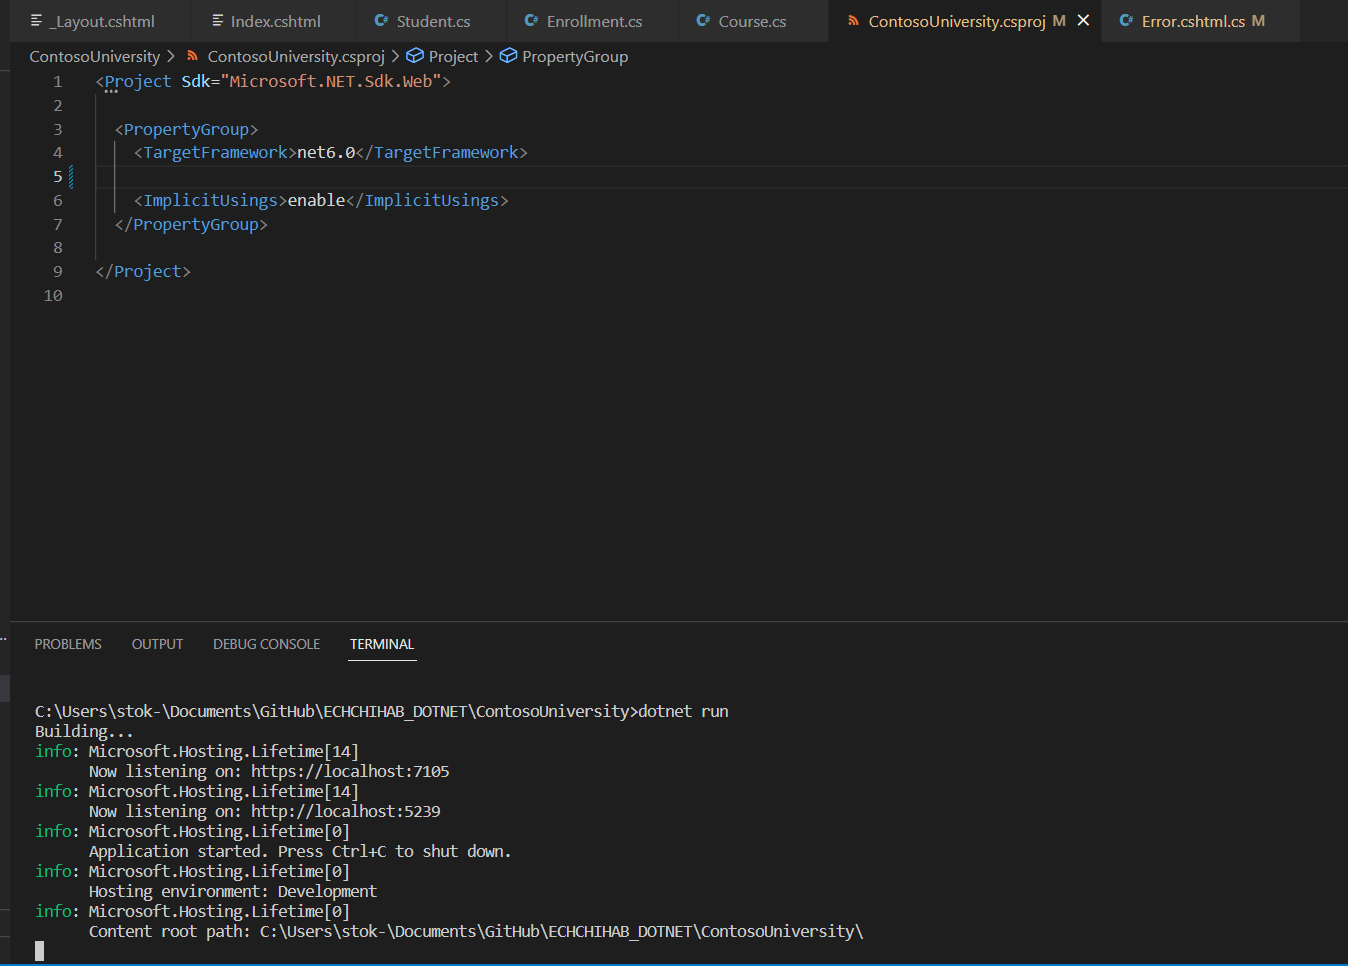 _Layout.cshtml Index.cshtml C# Student.cs C# Enrollment.cs C# Course.cs ContosoUniversity.csproj M C# Error.cshtml.cs M
ContosoUniversity > ContosoUniversity.csproj > Project > PropertyGroup
1 <Project Sdk="Microsoft.NET.Sdk.Web">
2
3 <PropertyGroup>
4 <TargetFramework>net6.0</TargetFramework>
5
6 <ImplicitUsings>enable</ImplicitUsings>
7 </PropertyGroup>
8
9 </Project>
10
PROBLEMS OUTPUT DEBUG CONSOLE TERMINAL
C:\Users\stok-\Documents\GitHub\ECHCHIHAB_DOTNET\ContosoUniversity>dotnet run
Building...
info: Microsoft.Hosting.Lifetime[14]
Now listening on: https://localhost:7105
info: Microsoft.Hosting.Lifetime[14]
Now listening on: http://localhost:5239
info: Microsoft.Hosting.Lifetime[0]
Application started. Press Ctrl+C to shut down.
info: Microsoft.Hosting.Lifetime[0]
Hosting environment: Development
info: Microsoft.Hosting.Lifetime[0]
Content root path: C:\Users\stok-\Documents\GitHub\ECHCHIHAB_DOTNET\ContosoUniversity\